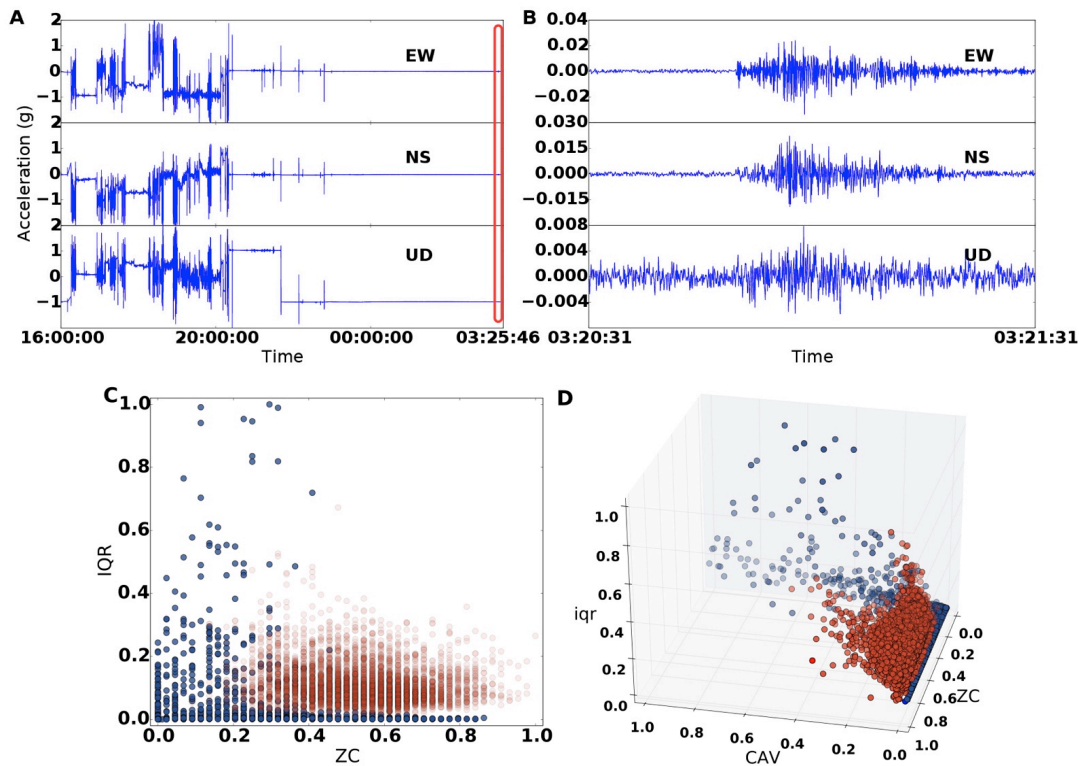 A
Acceleration (g)
2
1
0
−1
2
EW
1
0
−1
2
NS
1
0
−1
UD
16:00:00 20:00:00 00:00:00 03:25:46
Time
B
0.04
0.02
0.00
−0.02
0.030
EW
0.015
0.000
−0.015
0.008
NS
0.004
0.000
−0.004
UD
03:20:31 03:21:31
Time
C
IQR
1.0
0.8
0.6
0.4
0.2
0.0
0.0 0.2 0.4 0.6 0.8 1.0
ZC
D
iqr
1.0
0.8
0.6
0.4
0.2
0.0
1.0 0.8 0.6 0.4 0.2 0.0
CAV
0.0
0.2
0.4
0.6
0.8
1.0
ZC